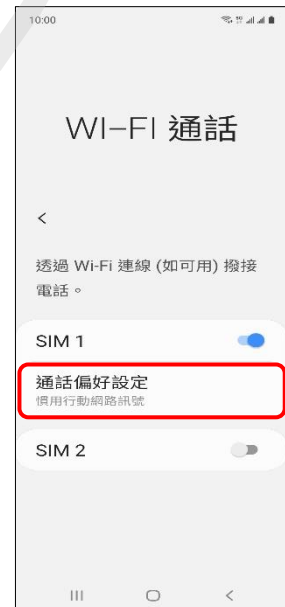 10:00
WI-FI 通話
透過 Wi-Fi 連線 (如可用) 撥接
電話。
SIM 1
通話偏好設定
慣用行動網路訊號
SIM 2